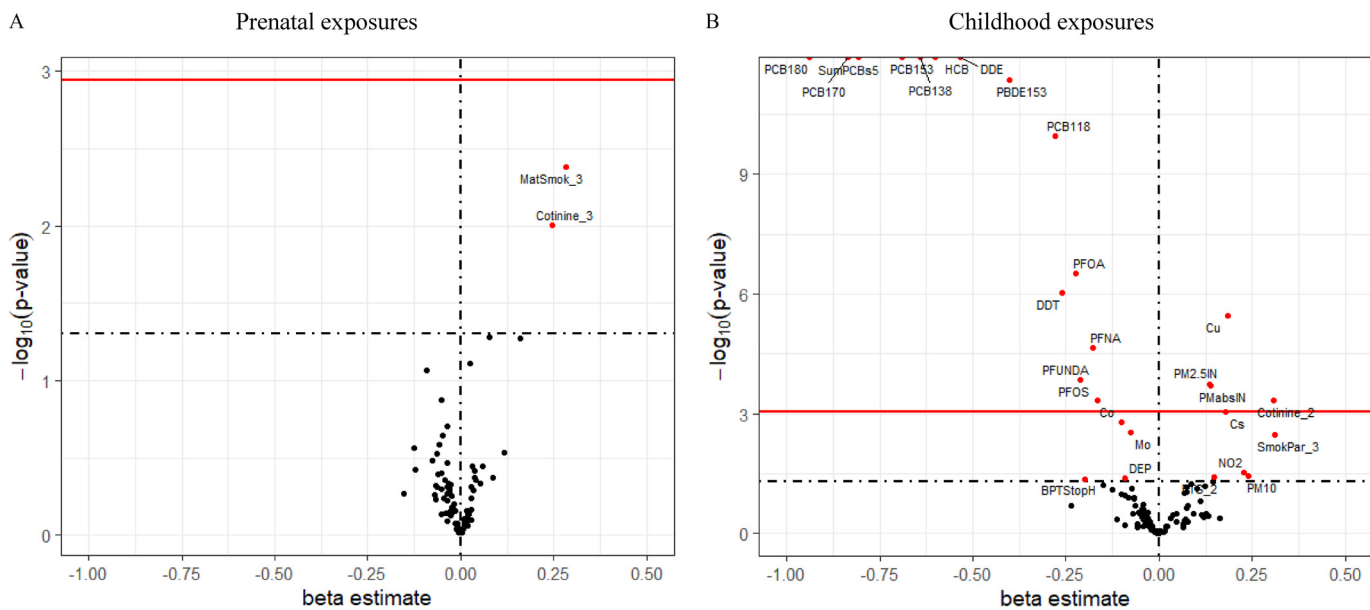 A
Prenatal exposures
3
MatSmok_3
Cotinine_3
2
1
0
−log10(p-value)
-1.00
-0.75
-0.50
-0.25
0.00
0.25
0.50
beta estimate
B
Childhood exposures
PCB180
SumPCBs5
PCB153
HCB
DDE
PCB170
PCB138
PBDE153
PCB118
9
PFOA
DDT
6
Cu
PFNA
PFUNDA
PM2.5IN
PFOS
PMabsIN
Co
Cotinine_2
3
Cs
Mo
SmokPar_3
DEP
NO2
BPTStopH
PM10
0
−log10(p-value)
-1.00
-0.75
-0.50
-0.25
0.00
0.25
0.50
beta estimate